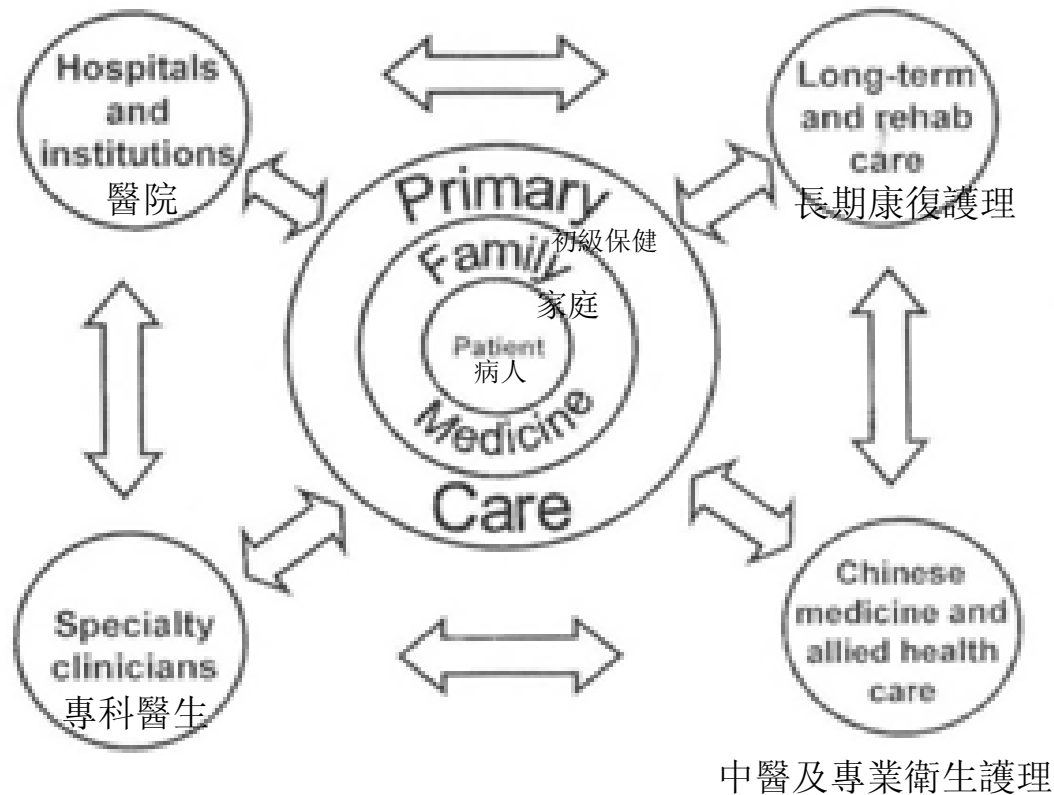 Hospitals
and
institutions
醫院
Long-term
and rehab
care
長期康復護理
Primary
初級保健
Family
家庭
Patient
病人
Medicine
Care
Specialty
clinicians
專科醫生
Chinese
medicine and
allied health
care
中醫及專業衛生護理